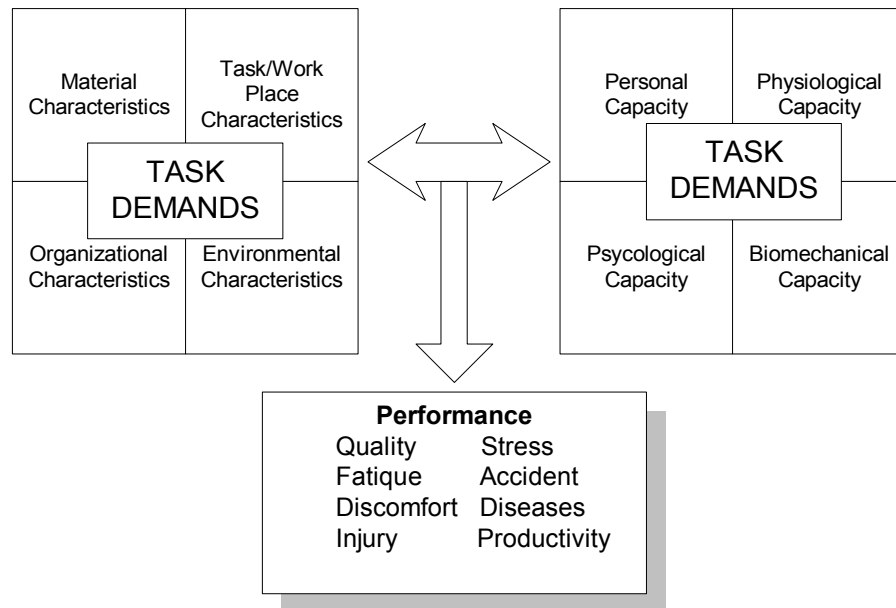 Material
Characteristics
Task/Work
Place
Characteristics
TASK
DEMANDS
Organizational
Characteristics
Environmental
Characteristics
Personal
Capacity
Physiological
Capacity
TASK
DEMANDS
Psycological
Capacity
Biomechanical
Capacity
Performance
Quality Stress
Fatique Accident
Discomfort Diseases
Injury Productivity